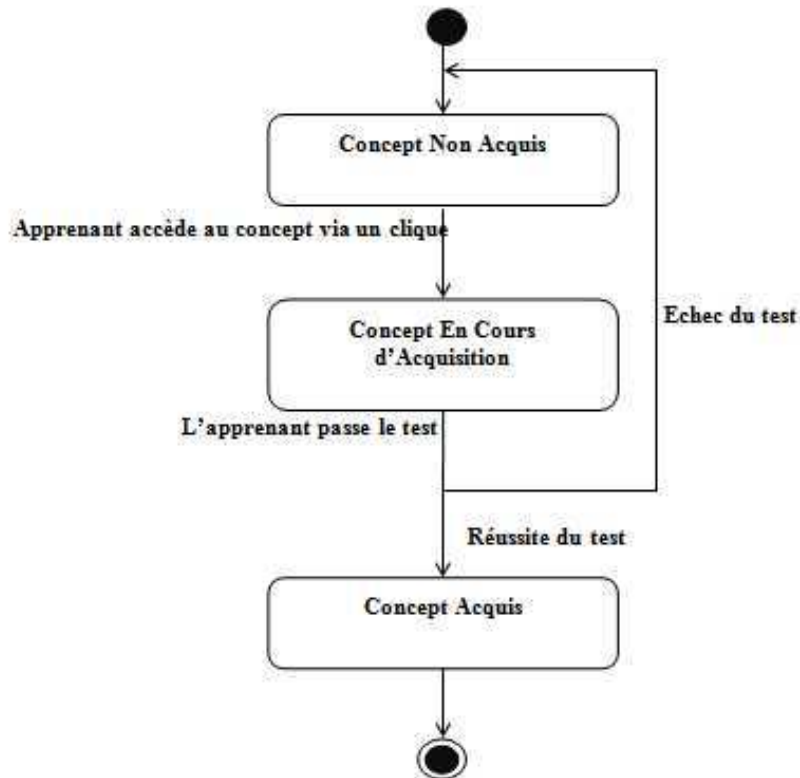 Concept Non Acquis
Apprenant accède au concept via un clique
Concept En Cours
d'Acquisition
Echec du test
L'apprenant passe le test
Réussite du test
Concept Acquis